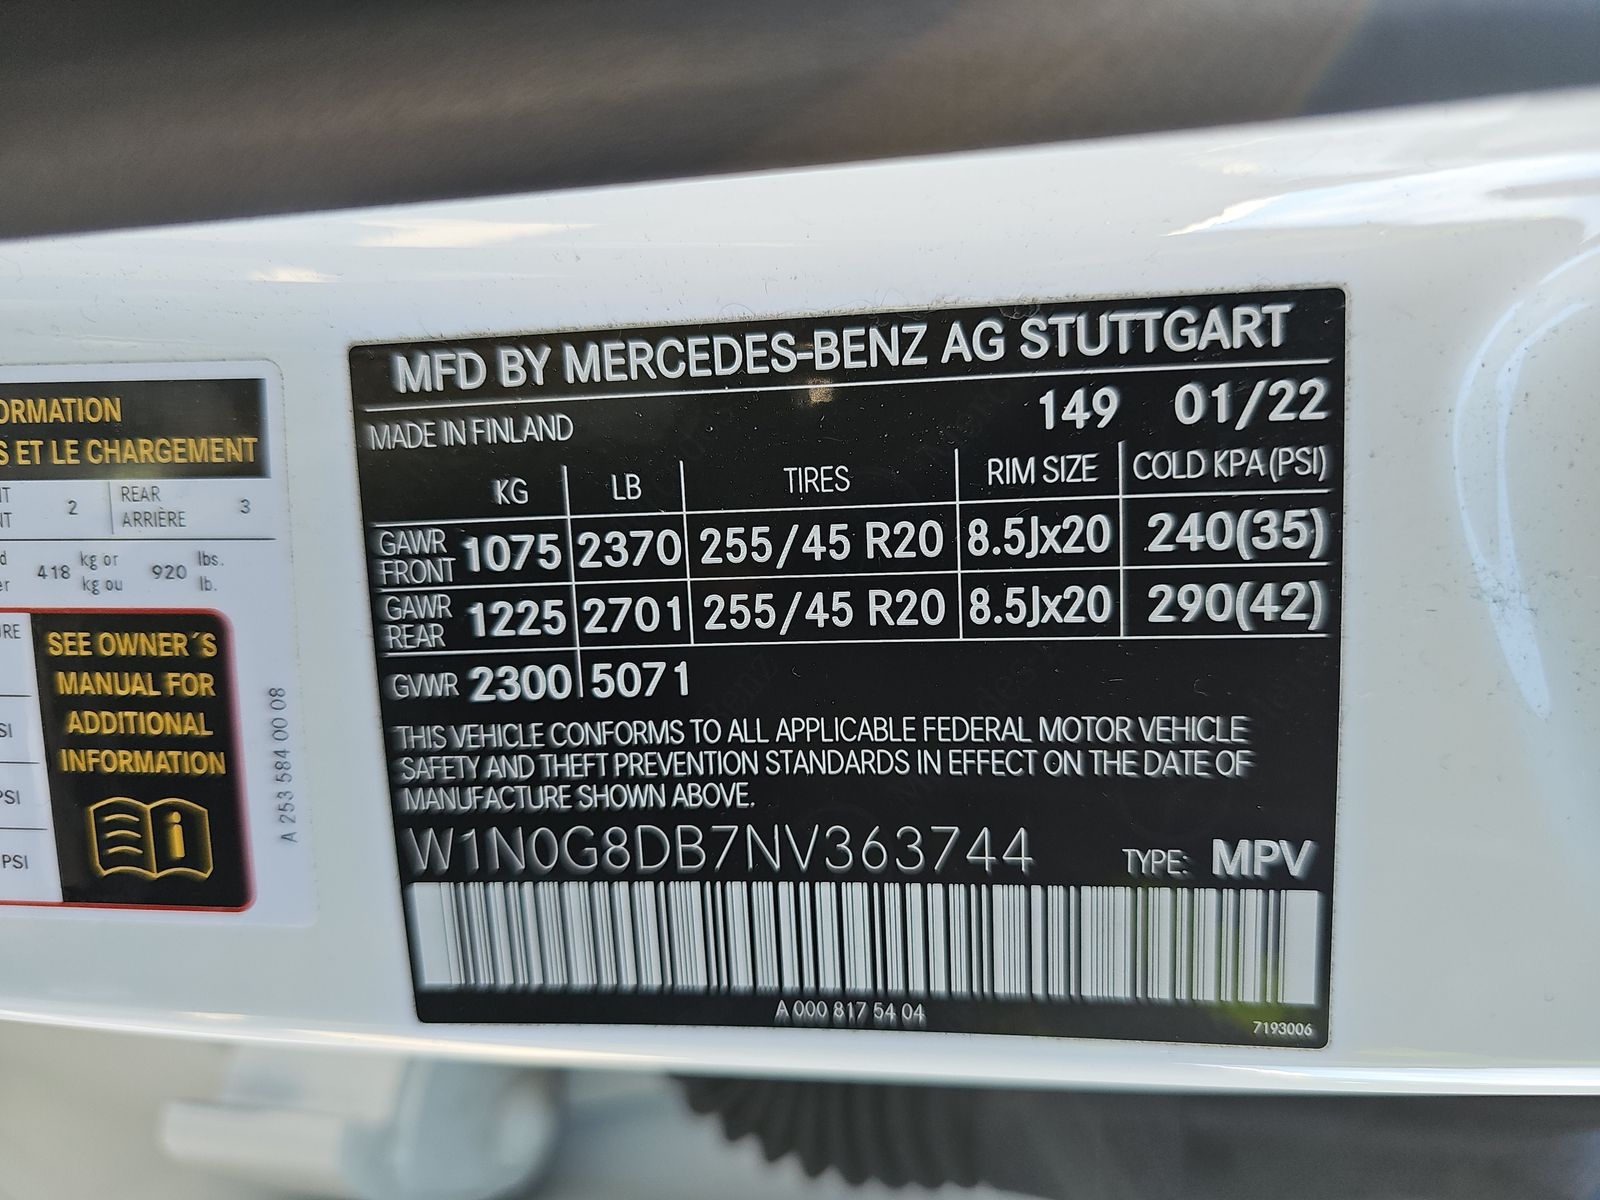 ORMATION
S ET LE CHARGEMENT
2 REAR 3
ARRIÈRE
418 kg or 920 lbs.
kg ou lb.
SEE OWNER´S
MANUAL FOR
ADDITIONAL
INFORMATION
PSI
PSI
A 253 584 00 08
MFD BY MERCEDES-BENZ AG STUTTGART
MADE IN FINLAND 149 01/22
KG LB TIRES RIM SIZE COLD KPA (PSI)
GAWR FRONT 1075 2370 255/45 R20 8.5Jx20 240(35)
GAWR REAR 1225 2701 255/45 R20 8.5Jx20 290(42)
GVWR 2300 5071
THIS VEHICLE CONFORMS TO ALL APPLICABLE FEDERAL MOTOR VEHICLE
SAFETY AND THEFT PREVENTION STANDARDS IN EFFECT ON THE DATE OF
MANUFACTURE SHOWN ABOVE.
W1N0G8DB7NV363744 TYPE: MPV
A 000 817 54 04
7193006